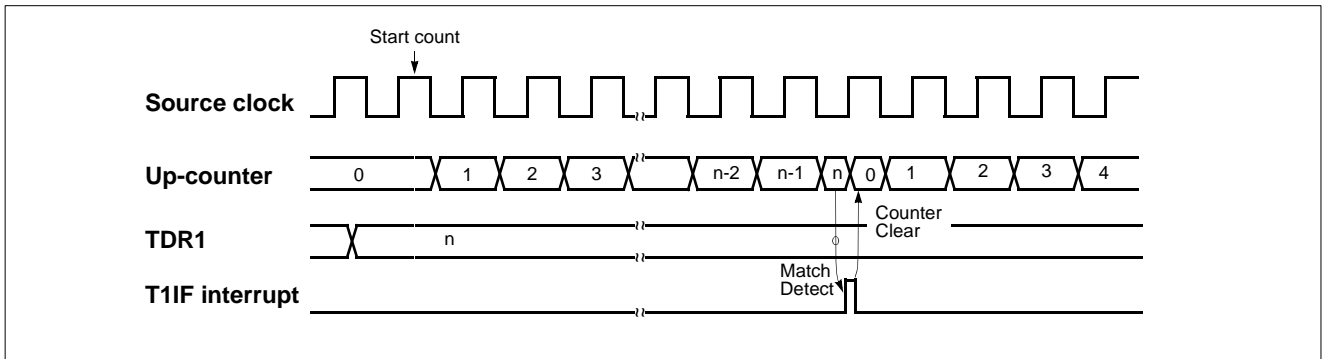 Start count
Source clock
Up-counter
0 1 2 3 n-2 n-1 n 0 1 2 3 4
Counter
Clear
TDR1
n
Match
Detect
T1IF interrupt